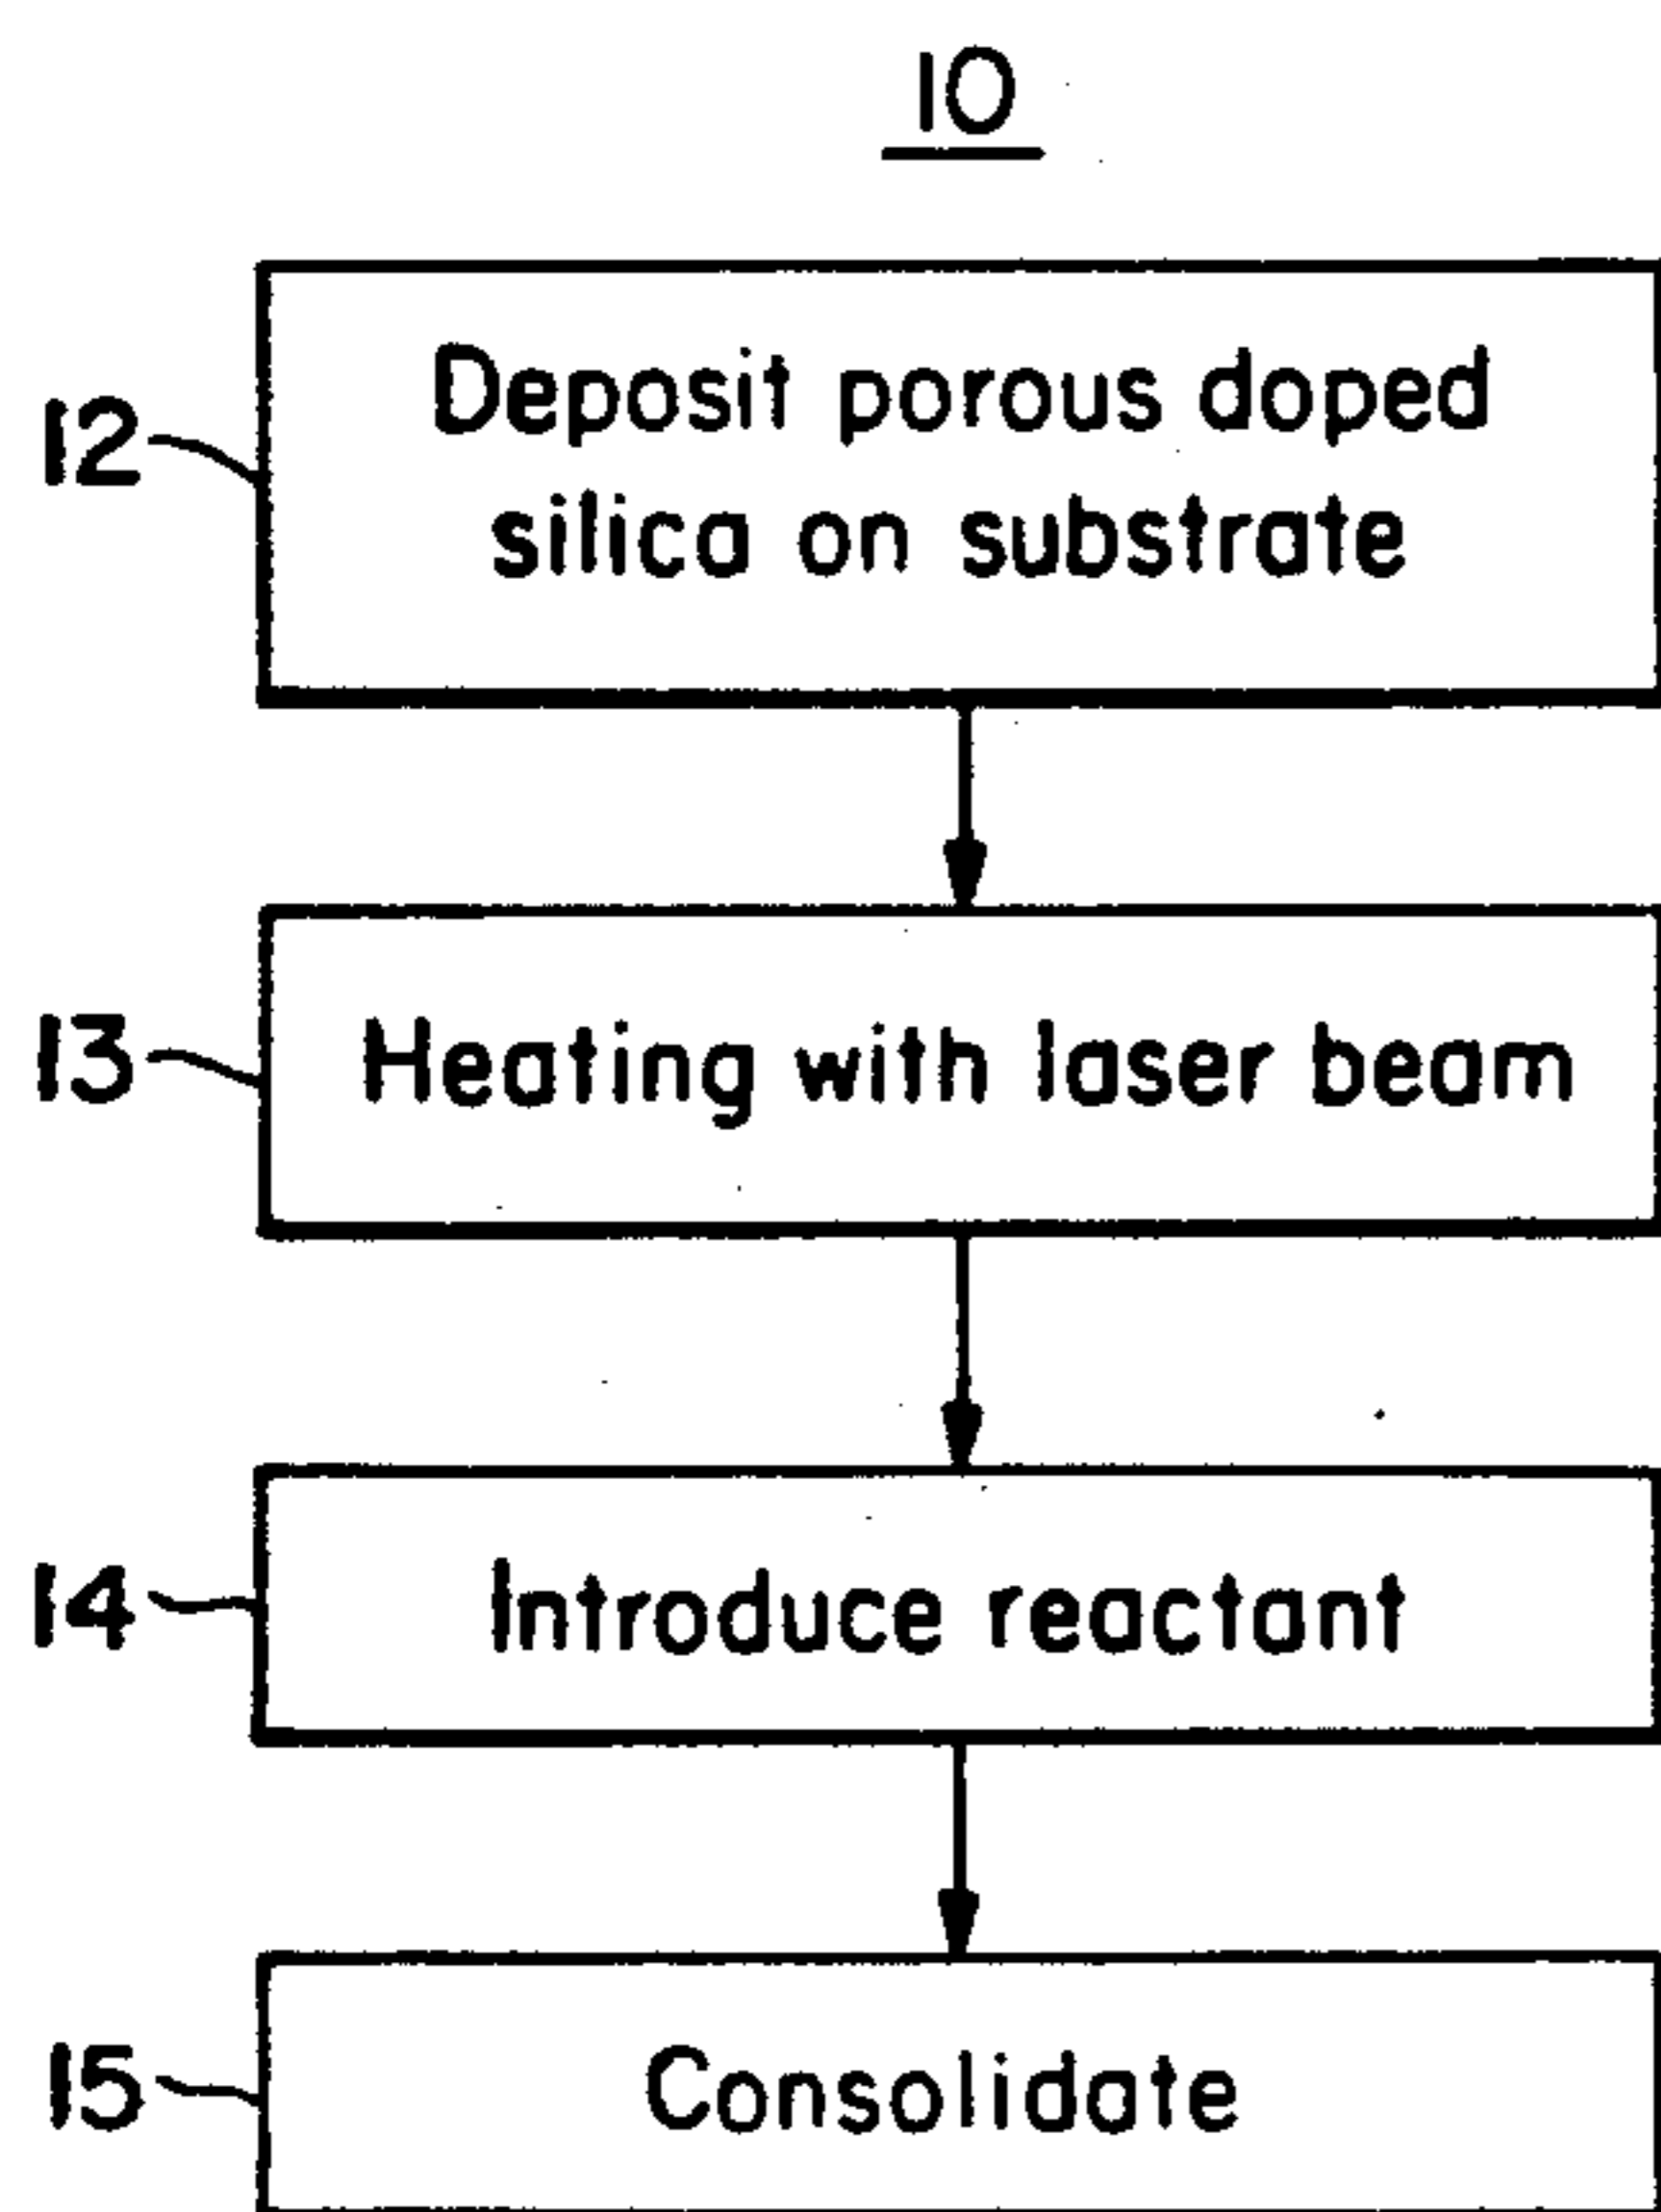 10
12
Deposit porous doped
silica on substrate
13
Heating with laser beam
14
Introduce reactant
15
Consolidate